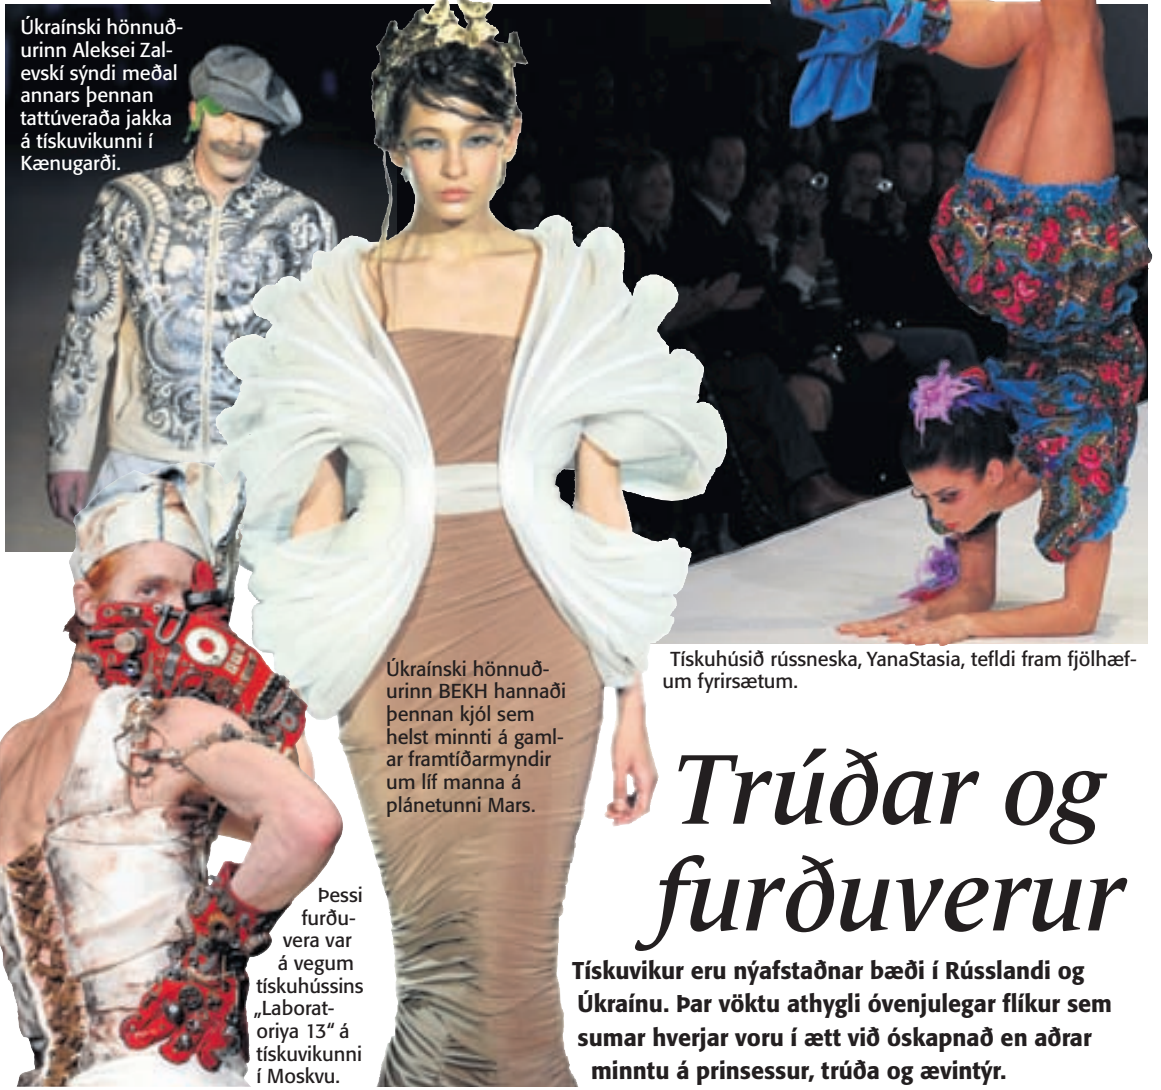 Úkraínski hönnuð-
urinn Aleksei Zal-
evskí sýndi meðal
annars þennan
tattúveraða jakka
á tískuvikunni í
Kænugarði.
Tískuhúsið rússneska, YanaStasia, tefldi fram fjölhæf-
um fyrirsætum.
Úkraínski hönnuð-
urinn BEKH hannaði
þennan kjól sem
helst minnti á gaml-
ar framtíðarmyndir
um líf manna á
plánetunni Mars.
Þessi
furðu-
vera var
á vegum
tískuhússins
„Laborat-
oriya 13“ á
tískuvikunni
í Moskvu.
Trúðar og
furðuverur
Tískuvikur eru nýafstaðnar bæði í Rússlandi og
Úkraínu. Þar vöktu athygli óvenjulegar flíkur sem
sumar hverjar voru í ætt við óskapnað en aðrar
minntu á prinsessur, trúða og ævintýr.